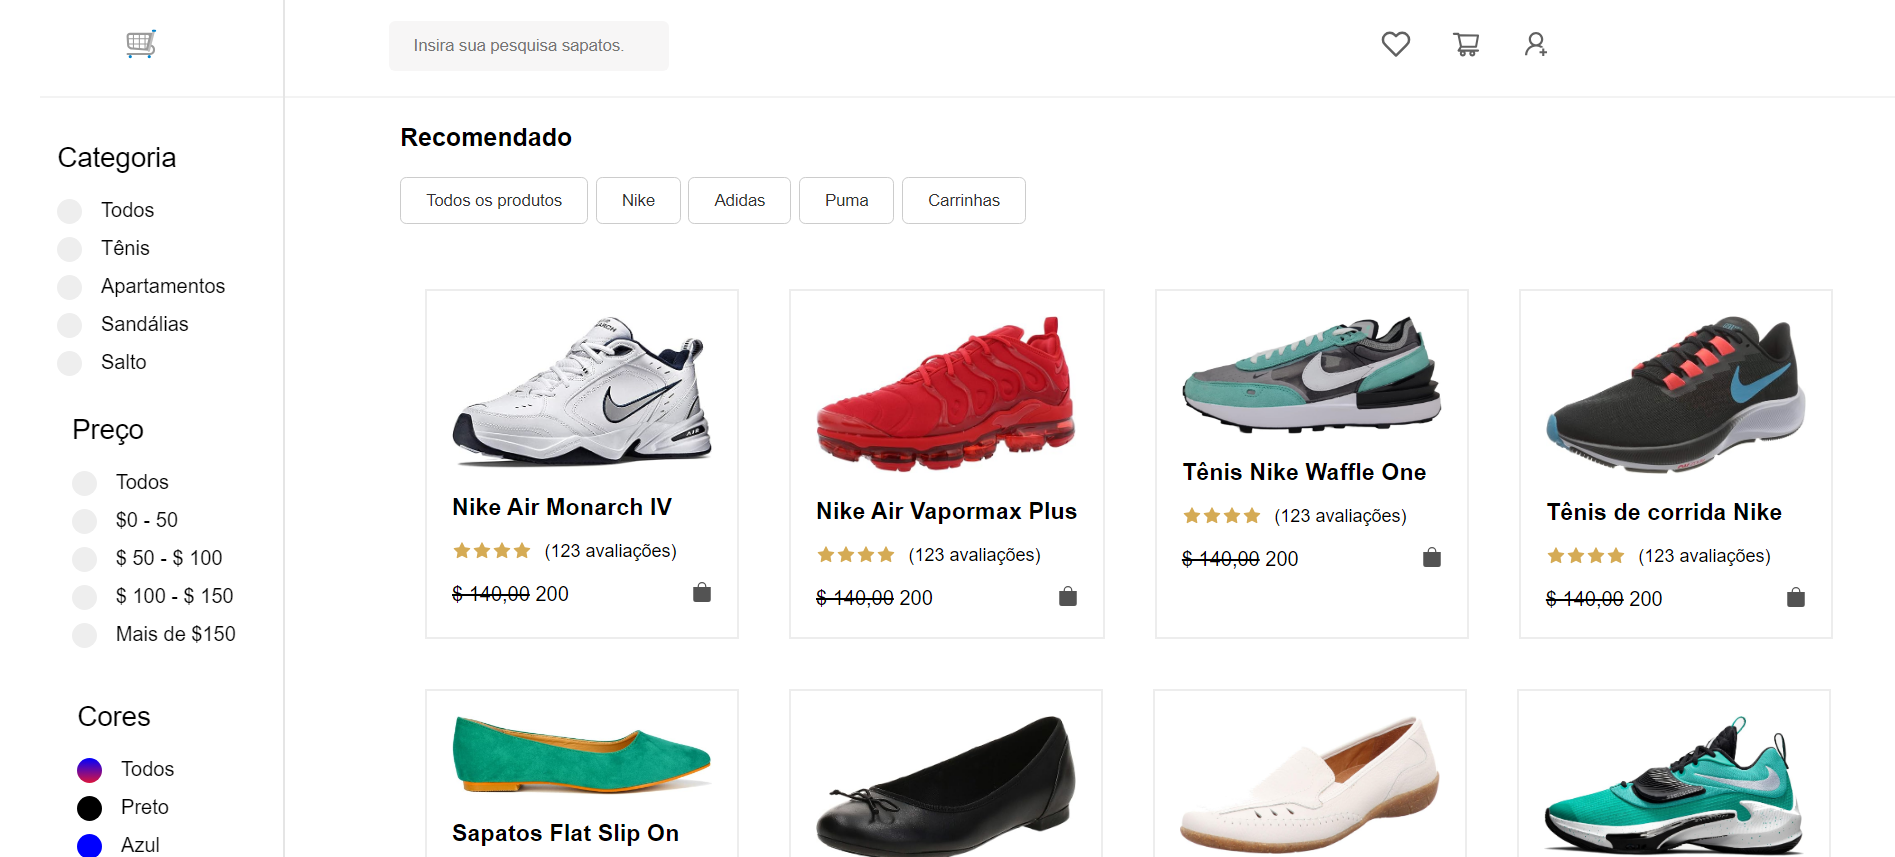 Insira sua pesquisa sapatos.
Categoria
Todos
Tênis
Apartamentos
Sandálias
Salto
Preço
Todos
$0 - 50
$ 50 - $ 100
$ 100 - $ 150
Mais de $150
Cores
Todos
Preto
Azul
Recomendado
Todos os produtos
Nike
Adidas
Puma
Carrinhas
Nike Air Monarch IV
(123 avaliações)
$ 140,00 200
Nike Air Vapormax Plus
(123 avaliações)
$ 140,00 200
Tênis Nike Waffle One
(123 avaliações)
$ 140,00 200
Tênis de corrida Nike
(123 avaliações)
$ 140,00 200
Sapatos Flat Slip On